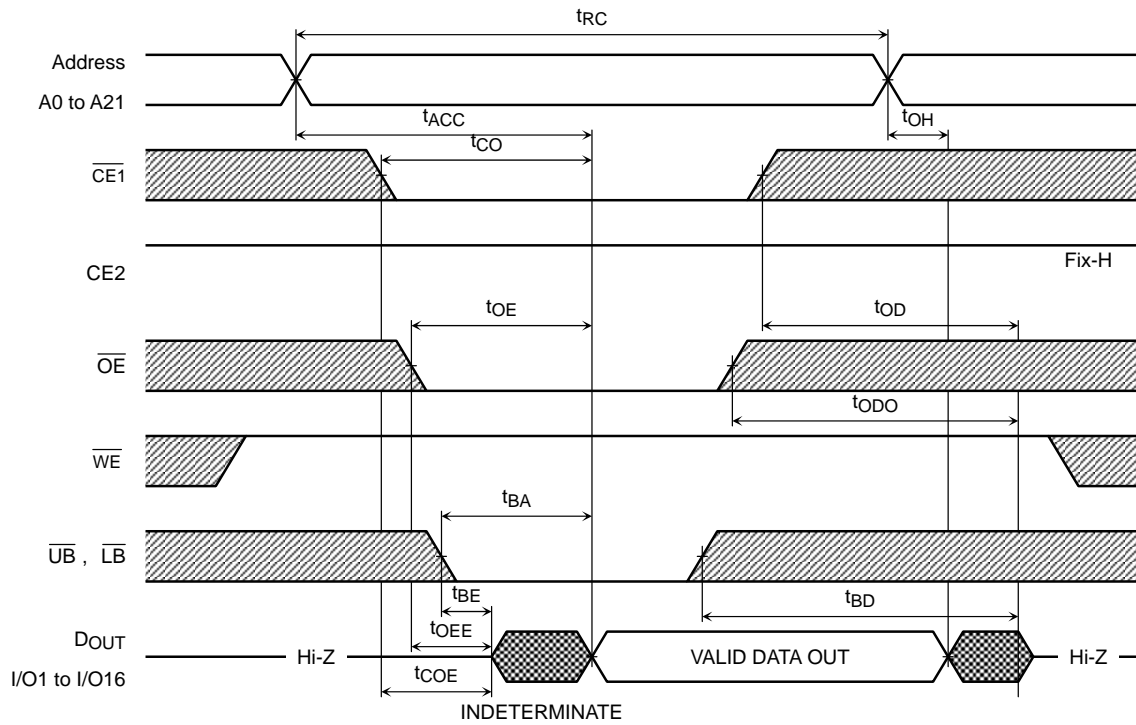 tRC
Address
A0 to A21
tACC
tOH
tCO
CE1
CE2
Fix-H
tOE
tOD
OE
tODO
WE
tBA
UB , LB
tBE
tBD
DOUT
tOEE
Hi-Z
VALID DATA OUT
Hi-Z
I/O1 to I/O16
tCOE
INDETERMINATE